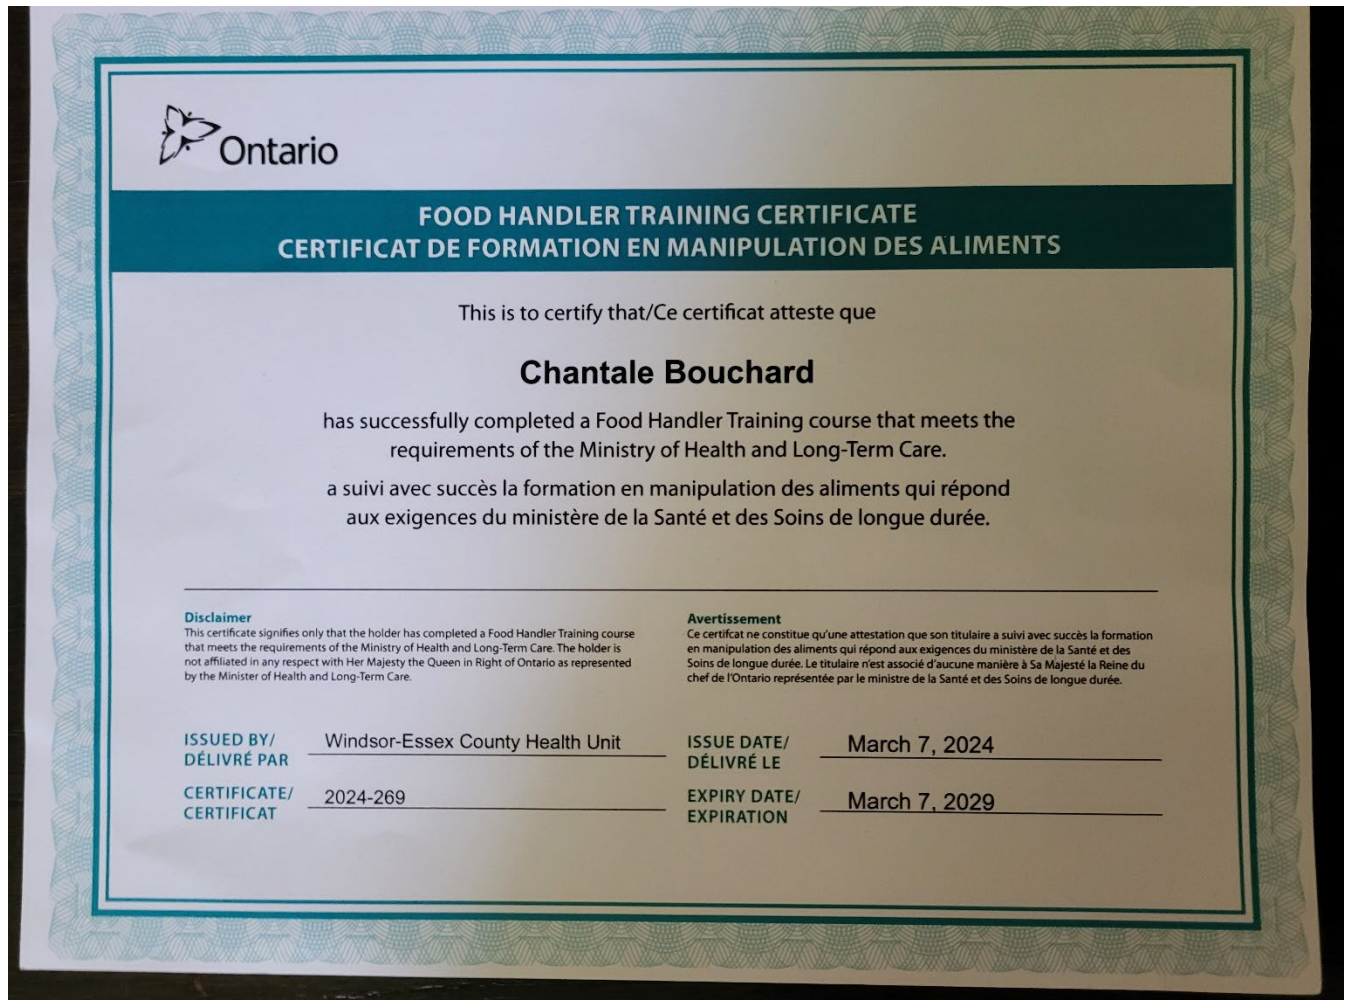 Ontario
FOOD HANDLER TRAINING CERTIFICATE
CERTIFICAT DE FORMATION EN MANIPULATION DES ALIMENTS
This is to certify that/Ce certificat atteste que
Chantale Bouchard
has successfully completed a Food Handler Training course that meets the
requirements of the Ministry of Health and Long-Term Care.
a suivi avec succès la formation en manipulation des aliments qui répond
aux exigences du ministère de la Santé et des Soins de longue durée.
Disclaimer
This certificate signifies only that the holder has completed a Food Handler Training course
that meets the requirements of the Ministry of Health and Long-Term Care. The holder is
not affiliated in any respect with Her Majesty the Queen in Right of Ontario as represented
by the Minister of Health and Long-Term Care.
Avertissement
Ce certifcat ne constitue qu'une attestation que son titulaire a suivi avec succès la formation
en manipulation des aliments qui répond aux exigences du ministère de la Santé et des
Soins de longue durée. Le titulaire n'est associé d'aucune manière à Sa Majesté la Reine du
chef de l'Ontario représentée par le ministre de la Santé et des Soins de longue durée.
ISSUED BY/ Windsor-Essex County Health Unit
DÉLIVRÉ PAR
ISSUE DATE/ March 7, 2024
DÉLIVRÉ LE
CERTIFICATE/ 2024-269
CERTIFICAT
EXPIRY DATE/ March 7, 2029
EXPIRATION